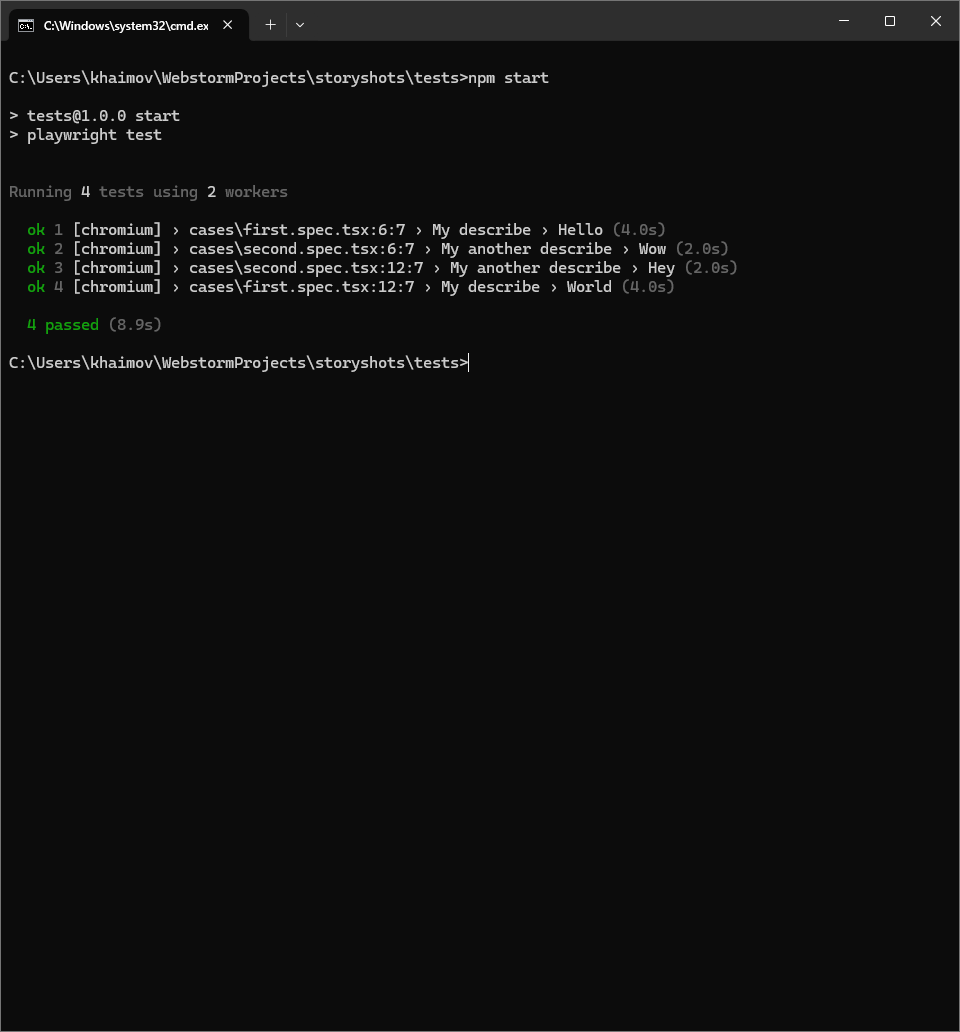 C:\Windows\system32\cmd.ex
C:\Users\khaimov\WebstormProjects\storyshots\tests>npm start
> tests@1.0.0 start
> playwright test
Running 4 tests using 2 workers
ok 1 [chromium] › cases\first.spec.tsx:6:7 › My describe › Hello (4.0s)
ok 2 [chromium] › cases\second.spec.tsx:6:7 › My another describe › Wow (2.0s)
ok 3 [chromium] › cases\second.spec.tsx:12:7 › My another describe › Hey (2.0s)
ok 4 [chromium] › cases\first.spec.tsx:12:7 › My describe › World (4.0s)
4 passed (8.9s)
C:\Users\khaimov\WebstormProjects\storyshots\tests>